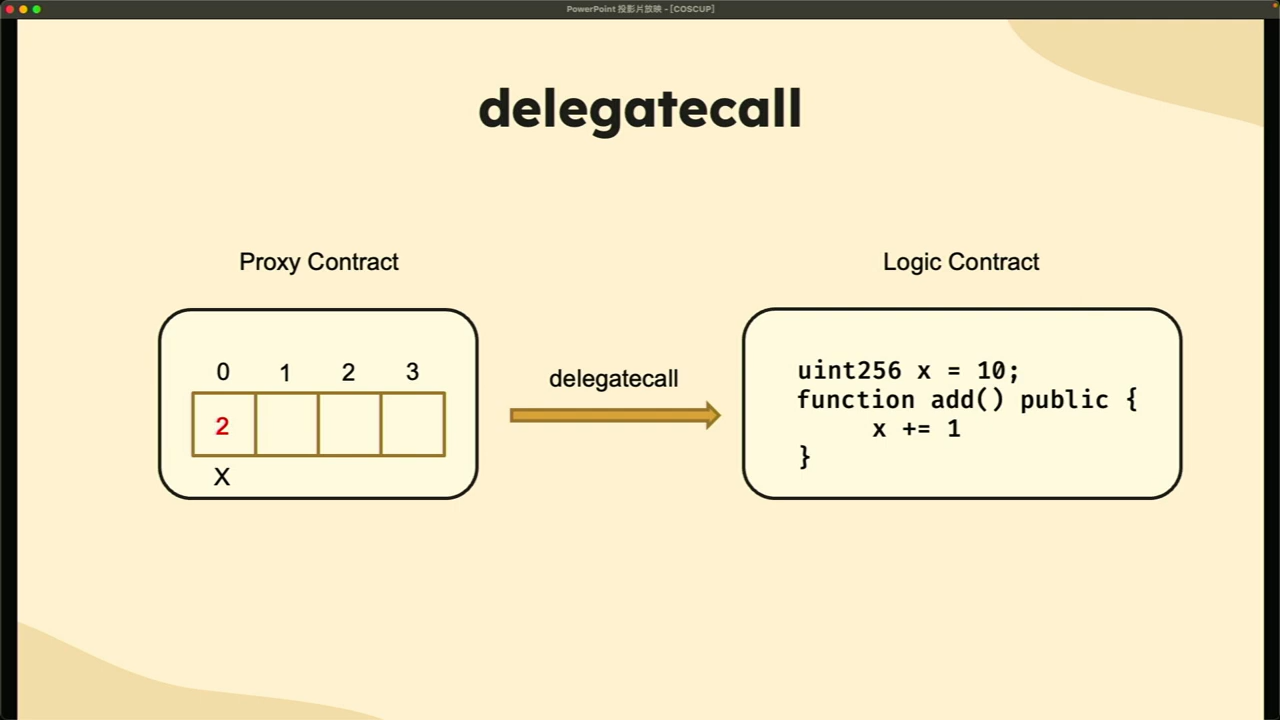 PowerPoint 投影片放映 - [COSCUP]
delegatecall
Proxy Contract
0 1 2 3
2
X
delegatecall
Logic Contract
uint256 x = 10;
function add() public {
x += 1
}